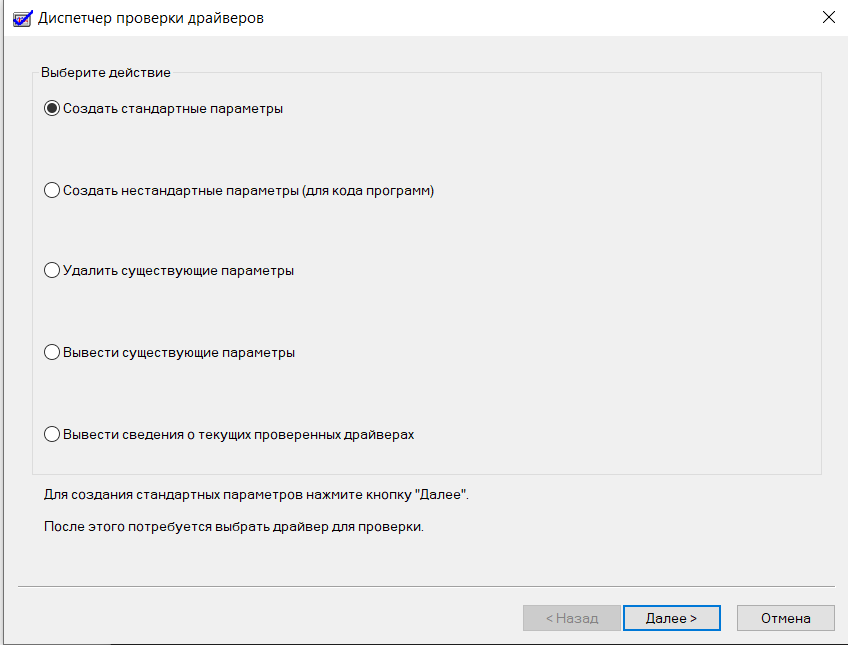 Диспетчер проверки драйверов
Выберите действие
Создать стандартные параметры
Создать нестандартные параметры (для кода программ)
Удалить существующие параметры
Вывести существующие параметры
Вывести сведения о текущих проверенных драйверах
Для создания стандартных параметров нажмите кнопку "Далее".
После этого потребуется выбрать драйвер для проверки.
< Назад
Далее >
Отмена